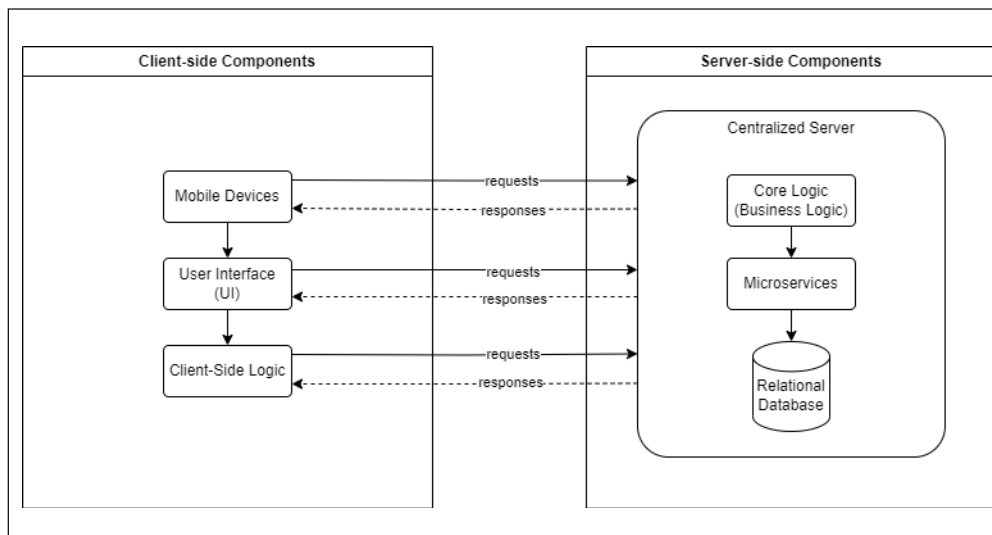 Client-side Components
Server-side Components
Centralized Server
Mobile Devices
requests
responses
Core Logic
(Business Logic)
User Interface
(UI)
requests
responses
Microservices
Client-Side Logic
requests
responses
Relational
Database